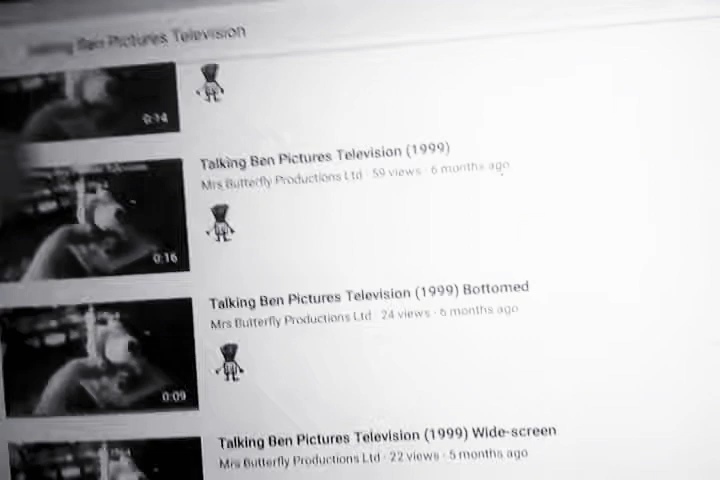 Talking Ben Pictures Television
0:14
Talking Ben Pictures Television (1999)
Mrs Butterfly Productions Ltd · 59 views · 6 months ago
0:16
Talking Ben Pictures Television (1999) Bottomed
Mrs Butterfly Productions Ltd · 24 views · 6 months ago
0:09
Talking Ben Pictures Television (1999) Wide-screen
Mrs Butterfly Productions Ltd · 22 views · 5 months ago